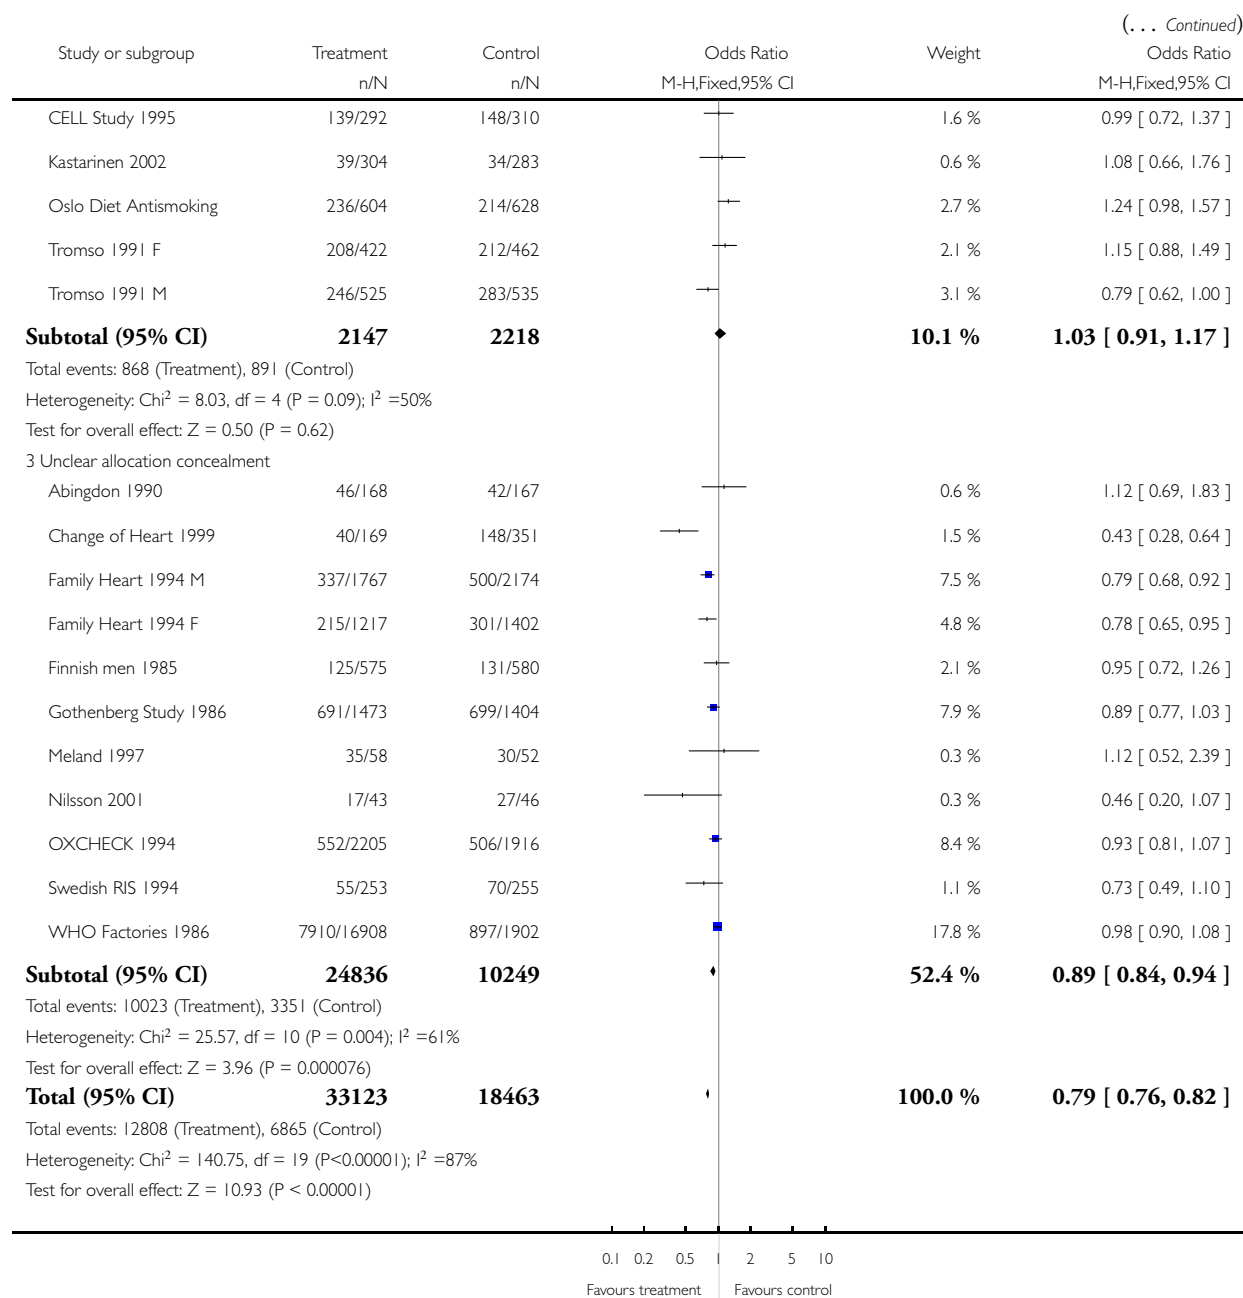 (... Continued)
Study or subgroup Treatment Control Odds Ratio Weight Odds Ratio
n/N n/N M-H,Fixed,95% CI M-H,Fixed,95% CI
CELL Study 1995 139/292 148/310 1.6 % 0.99 [ 0.72, 1.37 ]
Kastarinen 2002 39/304 34/283 0.6 % 1.08 [ 0.66, 1.76 ]
Oslo Diet Antismoking 236/604 214/628 2.7 % 1.24 [ 0.98, 1.57 ]
Tromso 1991 F 208/422 212/462 2.1 % 1.15 [ 0.88, 1.49 ]
Tromso 1991 M 246/525 283/535 3.1 % 0.79 [ 0.62, 1.00 ]
Subtotal (95% CI) 2147 2218 10.1 % 1.03 [ 0.91, 1.17 ]
Total events: 868 (Treatment), 891 (Control)
Heterogeneity: Chi² = 8.03, df = 4 (P = 0.09); I² =50%
Test for overall effect: Z = 0.50 (P = 0.62)
3 Unclear allocation concealment
Abingdon 1990 46/168 42/167 0.6 % 1.12 [ 0.69, 1.83 ]
Change of Heart 1999 40/169 148/351 1.5 % 0.43 [ 0.28, 0.64 ]
Family Heart 1994 M 337/1767 500/2174 7.5 % 0.79 [ 0.68, 0.92 ]
Family Heart 1994 F 215/1217 301/1402 4.8 % 0.78 [ 0.65, 0.95 ]
Finnish men 1985 125/575 131/580 2.1 % 0.95 [ 0.72, 1.26 ]
Gothenberg Study 1986 691/1473 699/1404 7.9 % 0.89 [ 0.77, 1.03 ]
Meland 1997 35/58 30/52 0.3 % 1.12 [ 0.52, 2.39 ]
Nilsson 2001 17/43 27/46 0.3 % 0.46 [ 0.20, 1.07 ]
OXCHECK 1994 552/2205 506/1916 8.4 % 0.93 [ 0.81, 1.07 ]
Swedish RIS 1994 55/253 70/255 1.1 % 0.73 [ 0.49, 1.10 ]
WHO Factories 1986 7910/16908 897/1902 17.8 % 0.98 [ 0.90, 1.08 ]
Subtotal (95% CI) 24836 10249 52.4 % 0.89 [ 0.84, 0.94 ]
Total events: 10023 (Treatment), 3351 (Control)
Heterogeneity: Chi² = 25.57, df = 10 (P = 0.004); I² =61%
Test for overall effect: Z = 3.96 (P = 0.000076)
Total (95% CI) 33123 18463 100.0 % 0.79 [ 0.76, 0.82 ]
Total events: 12808 (Treatment), 6865 (Control)
Heterogeneity: Chi² = 140.75, df = 19 (P<0.00001); I² =87%
Test for overall effect: Z = 10.93 (P < 0.00001)
0.1 0.2 0.5 1 2 5 10
Favours treatment Favours control